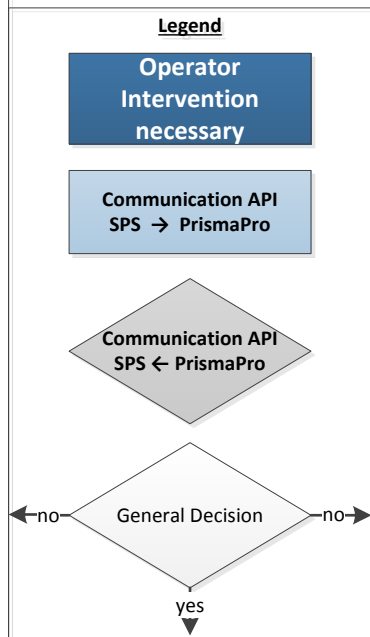 Legend
Operator
Intervention
necessary
Communication API
SPS → PrismaPro
Communication API
SPS ← PrismaPro
no General Decision no
yes